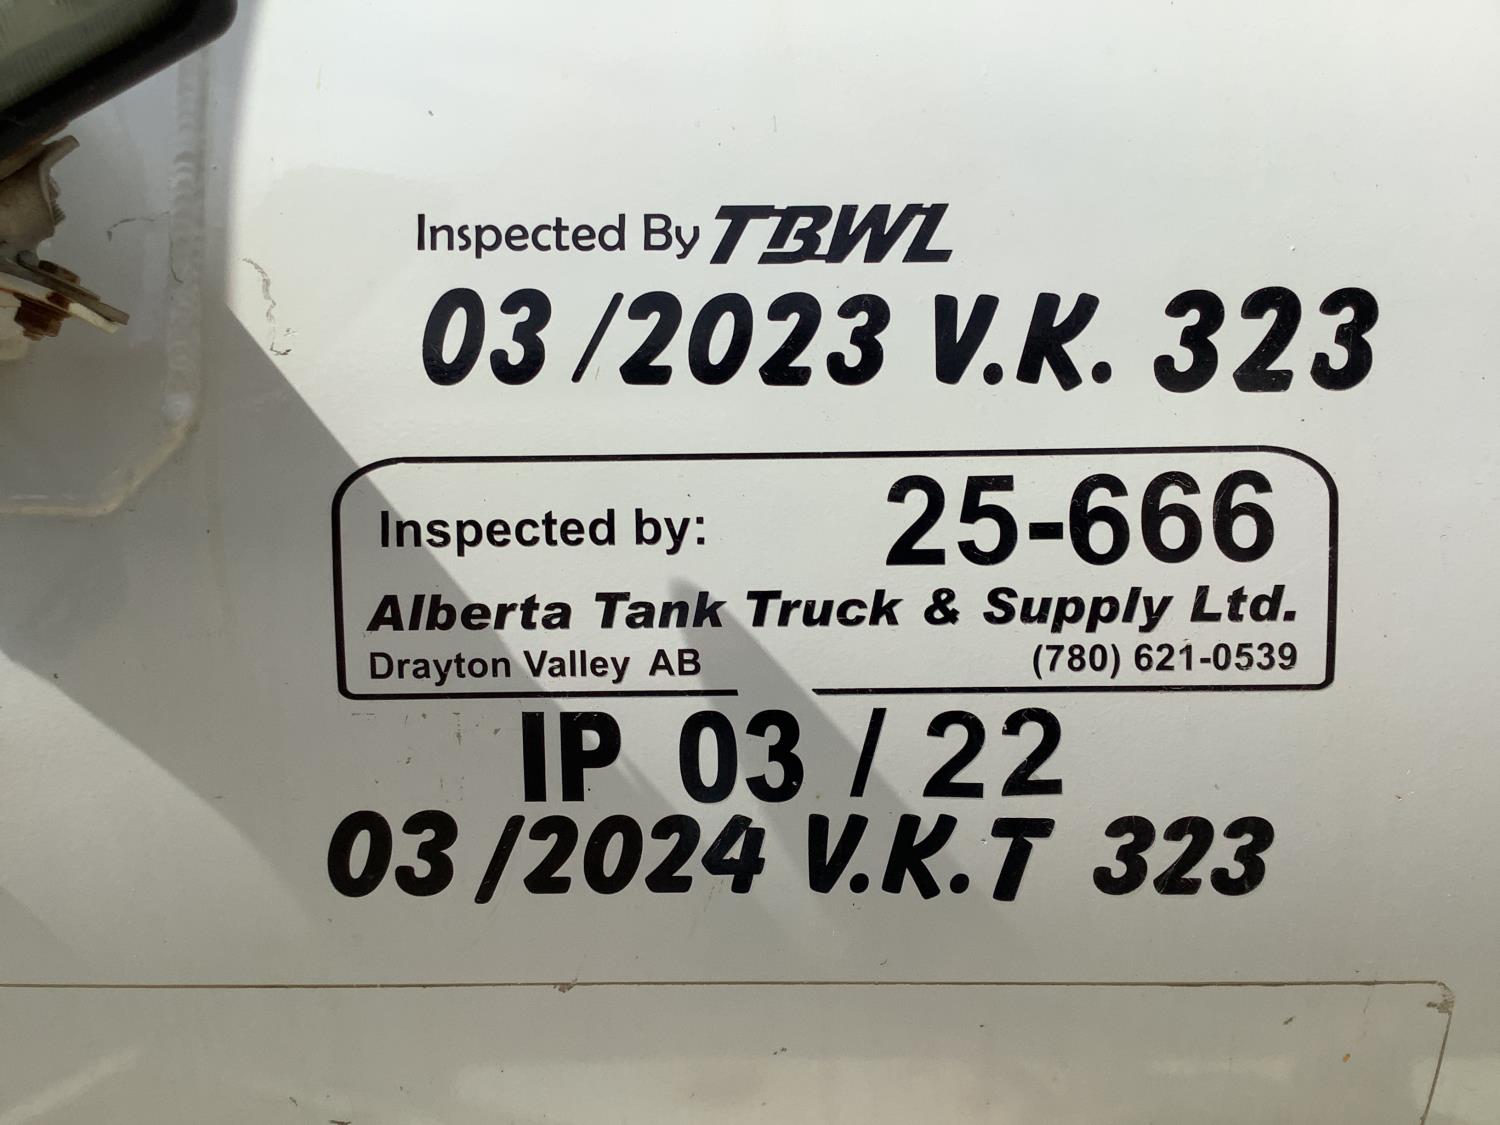 Inspected By TBWL
03/2023 V.K. 323
Inspected by: 25-666
Alberta Tank Truck & Supply Ltd.
Drayton Valley AB (780) 621-0539
IP 03 / 22
03/2024 V.K.T 323